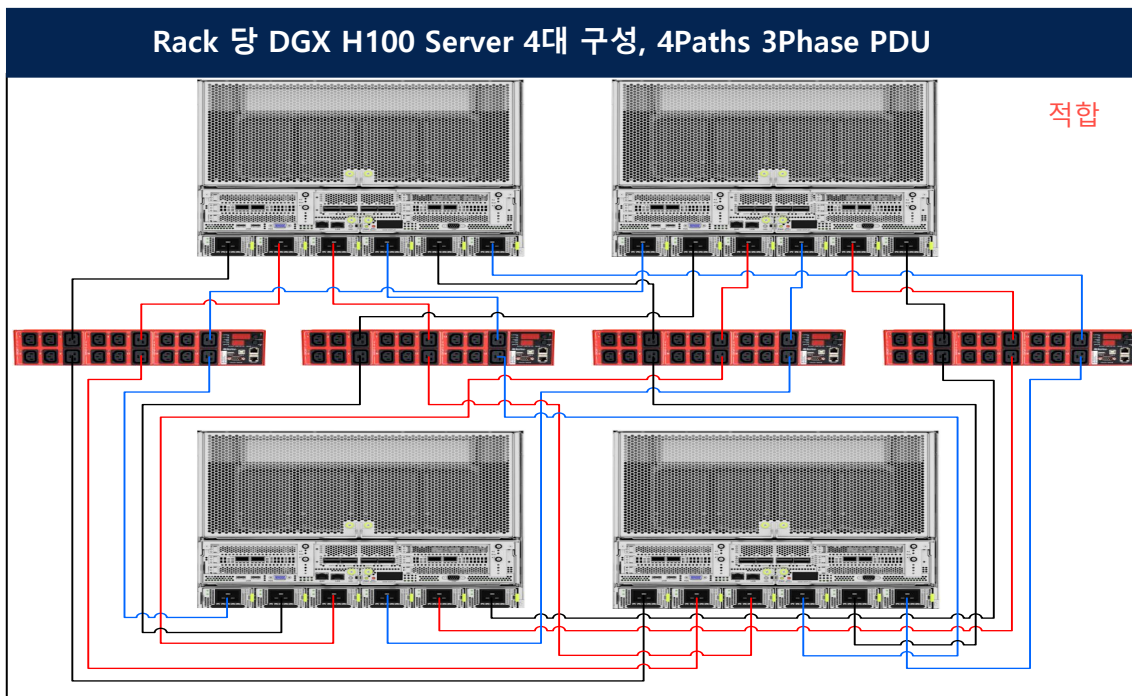 Rack 당 DGX H100 Server 4대 구성, 4Paths 3Phase PDU
적합